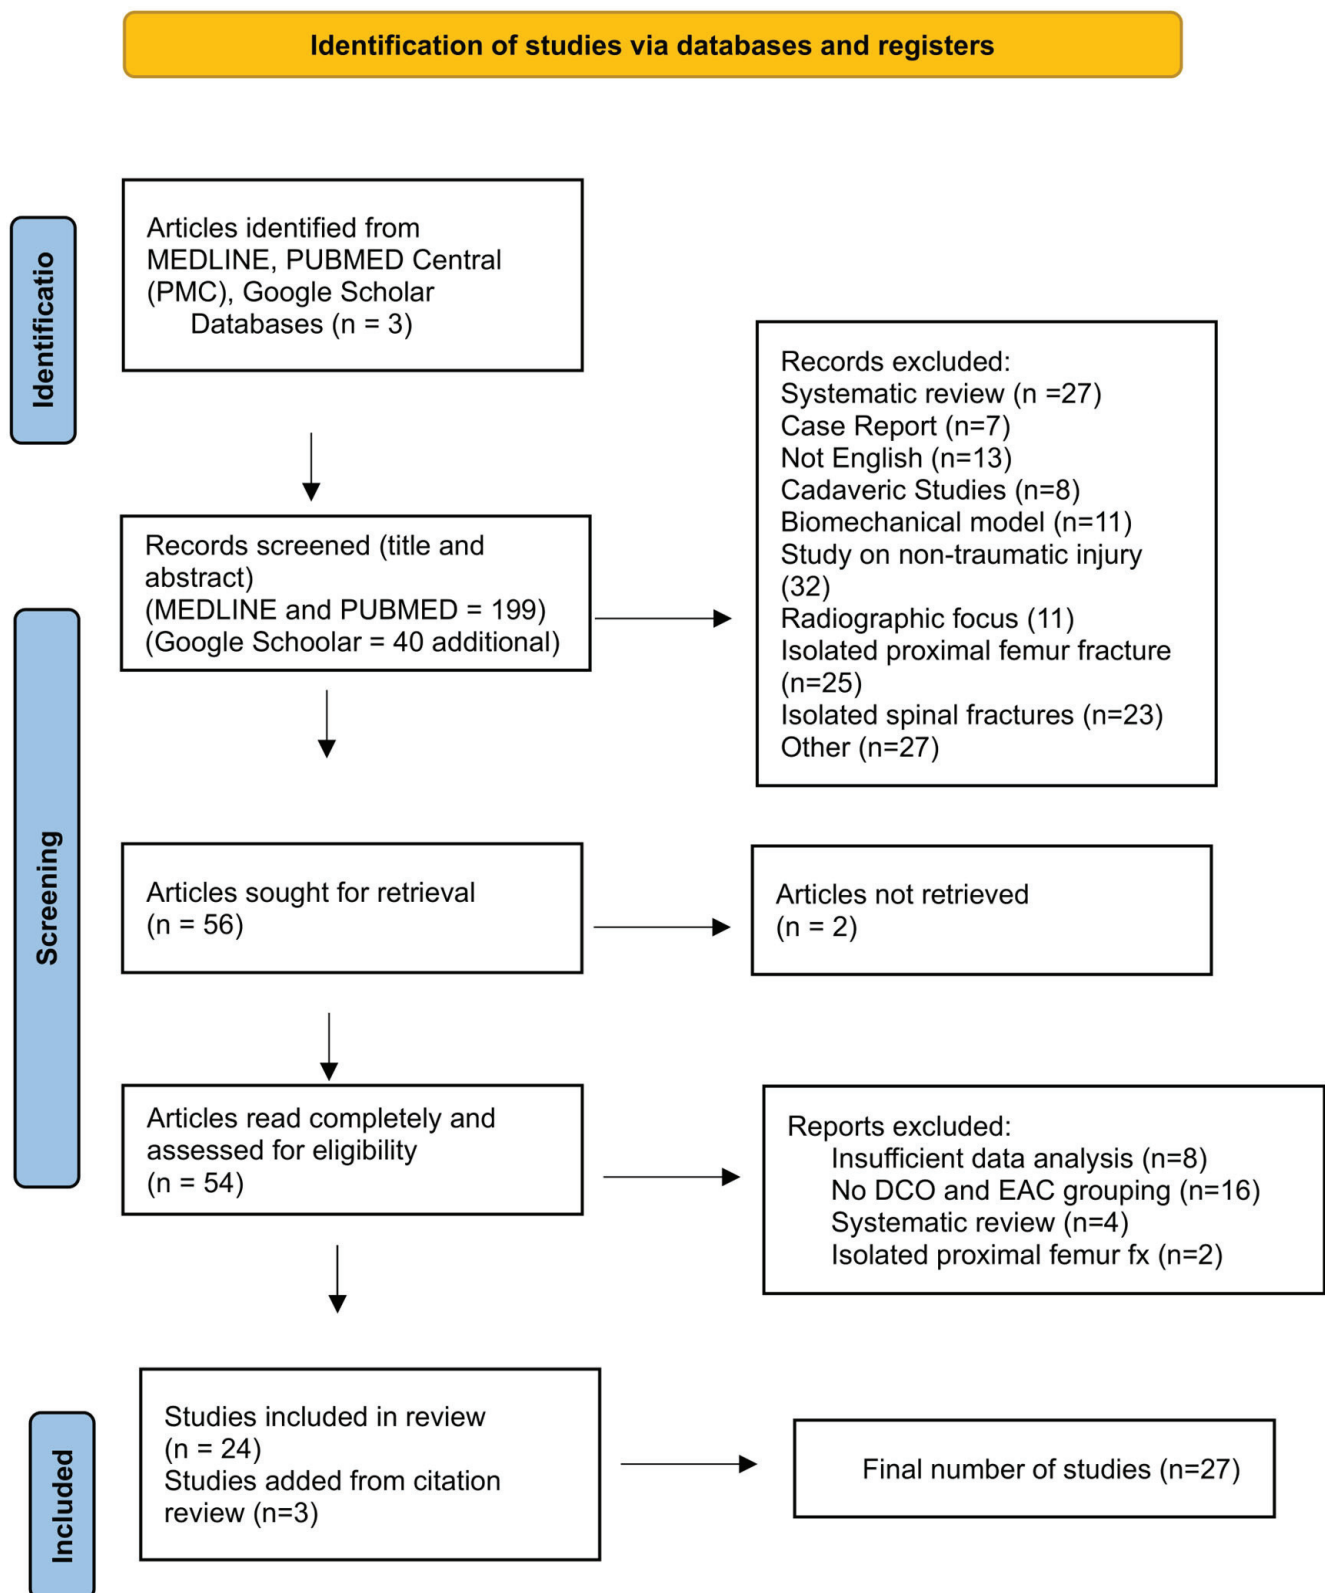 Identification of studies via databases and registers
Identificatio
Articles identified from
MEDLINE, PUBMED Central
(PMC), Google Scholar
Databases (n = 3)
Records excluded:
Systematic review (n =27)
Case Report (n=7)
Not English (n=13)
Cadaveric Studies (n=8)
Biomechanical model (n=11)
Study on non-traumatic injury
(32)
Radiographic focus (11)
Isolated proximal femur fracture
(n=25)
Isolated spinal fractures (n=23)
Other (n=27)
Screening
Records screened (title and
abstract)
(MEDLINE and PUBMED = 199)
(Google Schoolar = 40 additional)
Articles sought for retrieval
(n = 56)
Articles not retrieved
(n = 2)
Articles read completely and
assessed for eligibility
(n = 54)
Reports excluded:
Insufficient data analysis (n=8)
No DCO and EAC grouping (n=16)
Systematic review (n=4)
Isolated proximal femur fx (n=2)
Included
Studies included in review
(n = 24)
Studies added from citation
review (n=3)
Final number of studies (n=27)